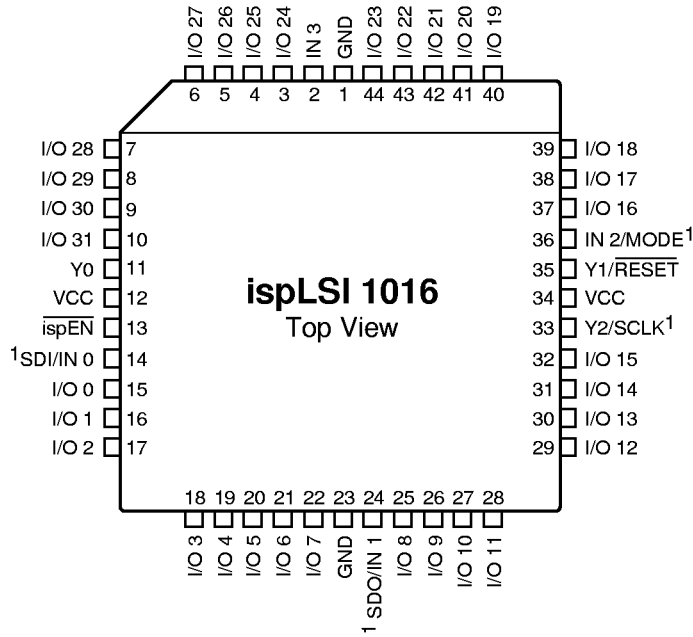 I/O 27 I/O 26 I/O 25 I/O 24 IN 3 GND I/O 23 I/O 22 I/O 21 I/O 20 I/O 19
6 5 4 3 2 1 44 43 42 41 40
I/O 28 7 39 I/O 18
I/O 29 8 38 I/O 17
I/O 30 9 37 I/O 16
I/O 31 10 36 IN 2/MODE¹
Y0 11 35 Y1/RESET
VCC 12 34 VCC
ispEN 13 33 Y2/SCLK¹
¹SDI/IN 0 14 32 I/O 15
I/O 0 15 31 I/O 14
I/O 1 16 30 I/O 13
I/O 2 17 29 I/O 12
ispLSI 1016
Top View
18 19 20 21 22 23 24 25 26 27 28
I/O 3 I/O 4 I/O 5 I/O 6 I/O 7 GND ¹SDO/IN 1 I/O 8 I/O 9 I/O 10 I/O 11